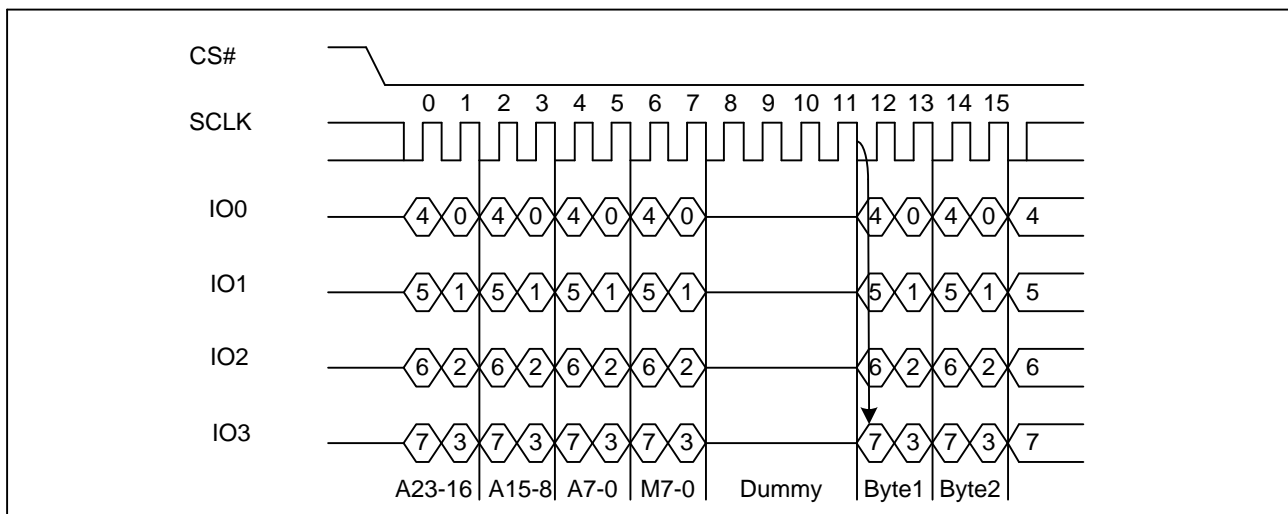 CS#
0 1 2 3 4 5 6 7 8 9 10 11 12 13 14 15
SCLK
IO0 4 0 4 0 4 0 4 0 4 0 4 0 4
IO1 5 1 5 1 5 1 5 1 5 1 5 1 5
IO2 6 2 6 2 6 2 6 2 6 2 6 2 6
IO3 7 3 7 3 7 3 7 3 7 3 7 3 7
A23-16 A15-8 A7-0 M7-0 Dummy Byte1 Byte2